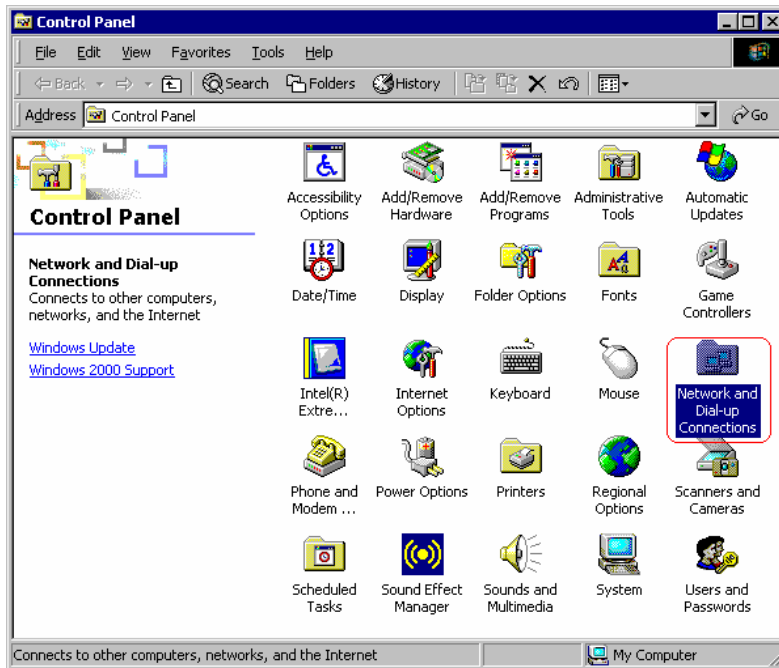 Control Panel
File Edit View Favorites Tools Help
Back Search Folders History
Address Control Panel Go
Control Panel
Network and Dial-up
Connections
Connects to other computers,
networks, and the Internet
Windows Update
Windows 2000 Support
Accessibility
Options
Add/Remove
Hardware
Add/Remove
Programs
Administrative
Tools
Automatic
Updates
Date/Time
Display
Folder Options
Fonts
Game
Controllers
Intel(R)
Extre...
Internet
Options
Keyboard
Mouse
Network and
Dial-up
Connections
Phone and
Modem ...
Power Options
Printers
Regional
Options
Scanners and
Cameras
Scheduled
Tasks
Sound Effect
Manager
Sounds and
Multimedia
System
Users and
Passwords
Connects to other computers, networks, and the Internet
My Computer